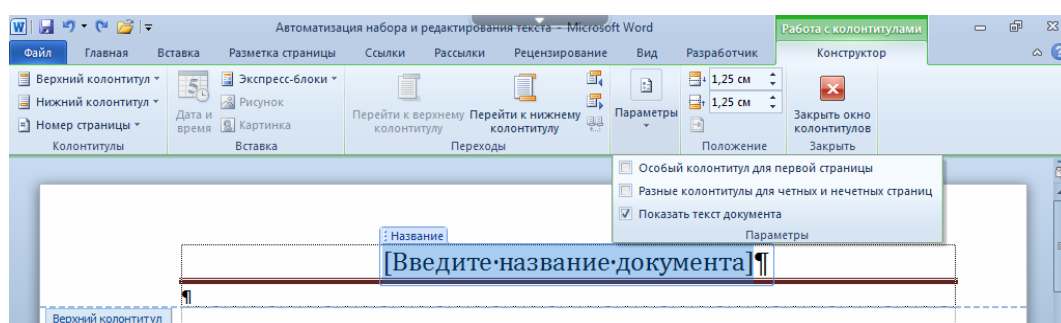 Автоматизация набора и редактирования текста - Microsoft Word
Работа с колонтитулами
Файл Главная Вставка Разметка страницы Ссылки Рассылки Рецензирование Вид Разработчик Конструктор
Верхний колонтитул
Нижний колонтитул
Номер страницы
Колонтитулы
Дата и время
Экспресс-блоки
Рисунок
Картинка
Вставка
Перейти к верхнему колонтитулу
Перейти к нижнему колонтитулу
Переходы
Параметры
1,25 см
1,25 см
Положение
Закрыть окно колонтитулов
Закрыть
Особый колонтитул для первой страницы
Разные колонтитулы для четных и нечетных страниц
Показать текст документа
Параметры
Название
[Введите·название·документа]¶
¶
Верхний колонтитул